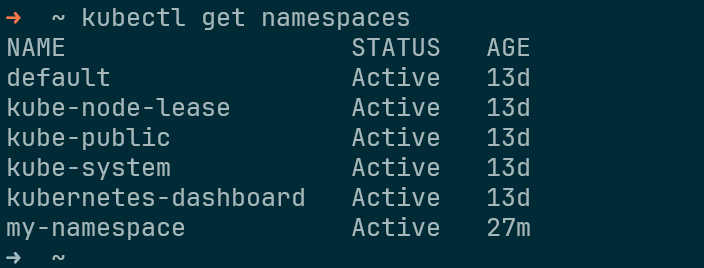 ➜  ~ kubectl get namespaces
NAME                   STATUS   AGE
default                Active   13d
kube-node-lease        Active   13d
kube-public            Active   13d
kube-system            Active   13d
kubernetes-dashboard   Active   13d
my-namespace           Active   27m
➜  ~